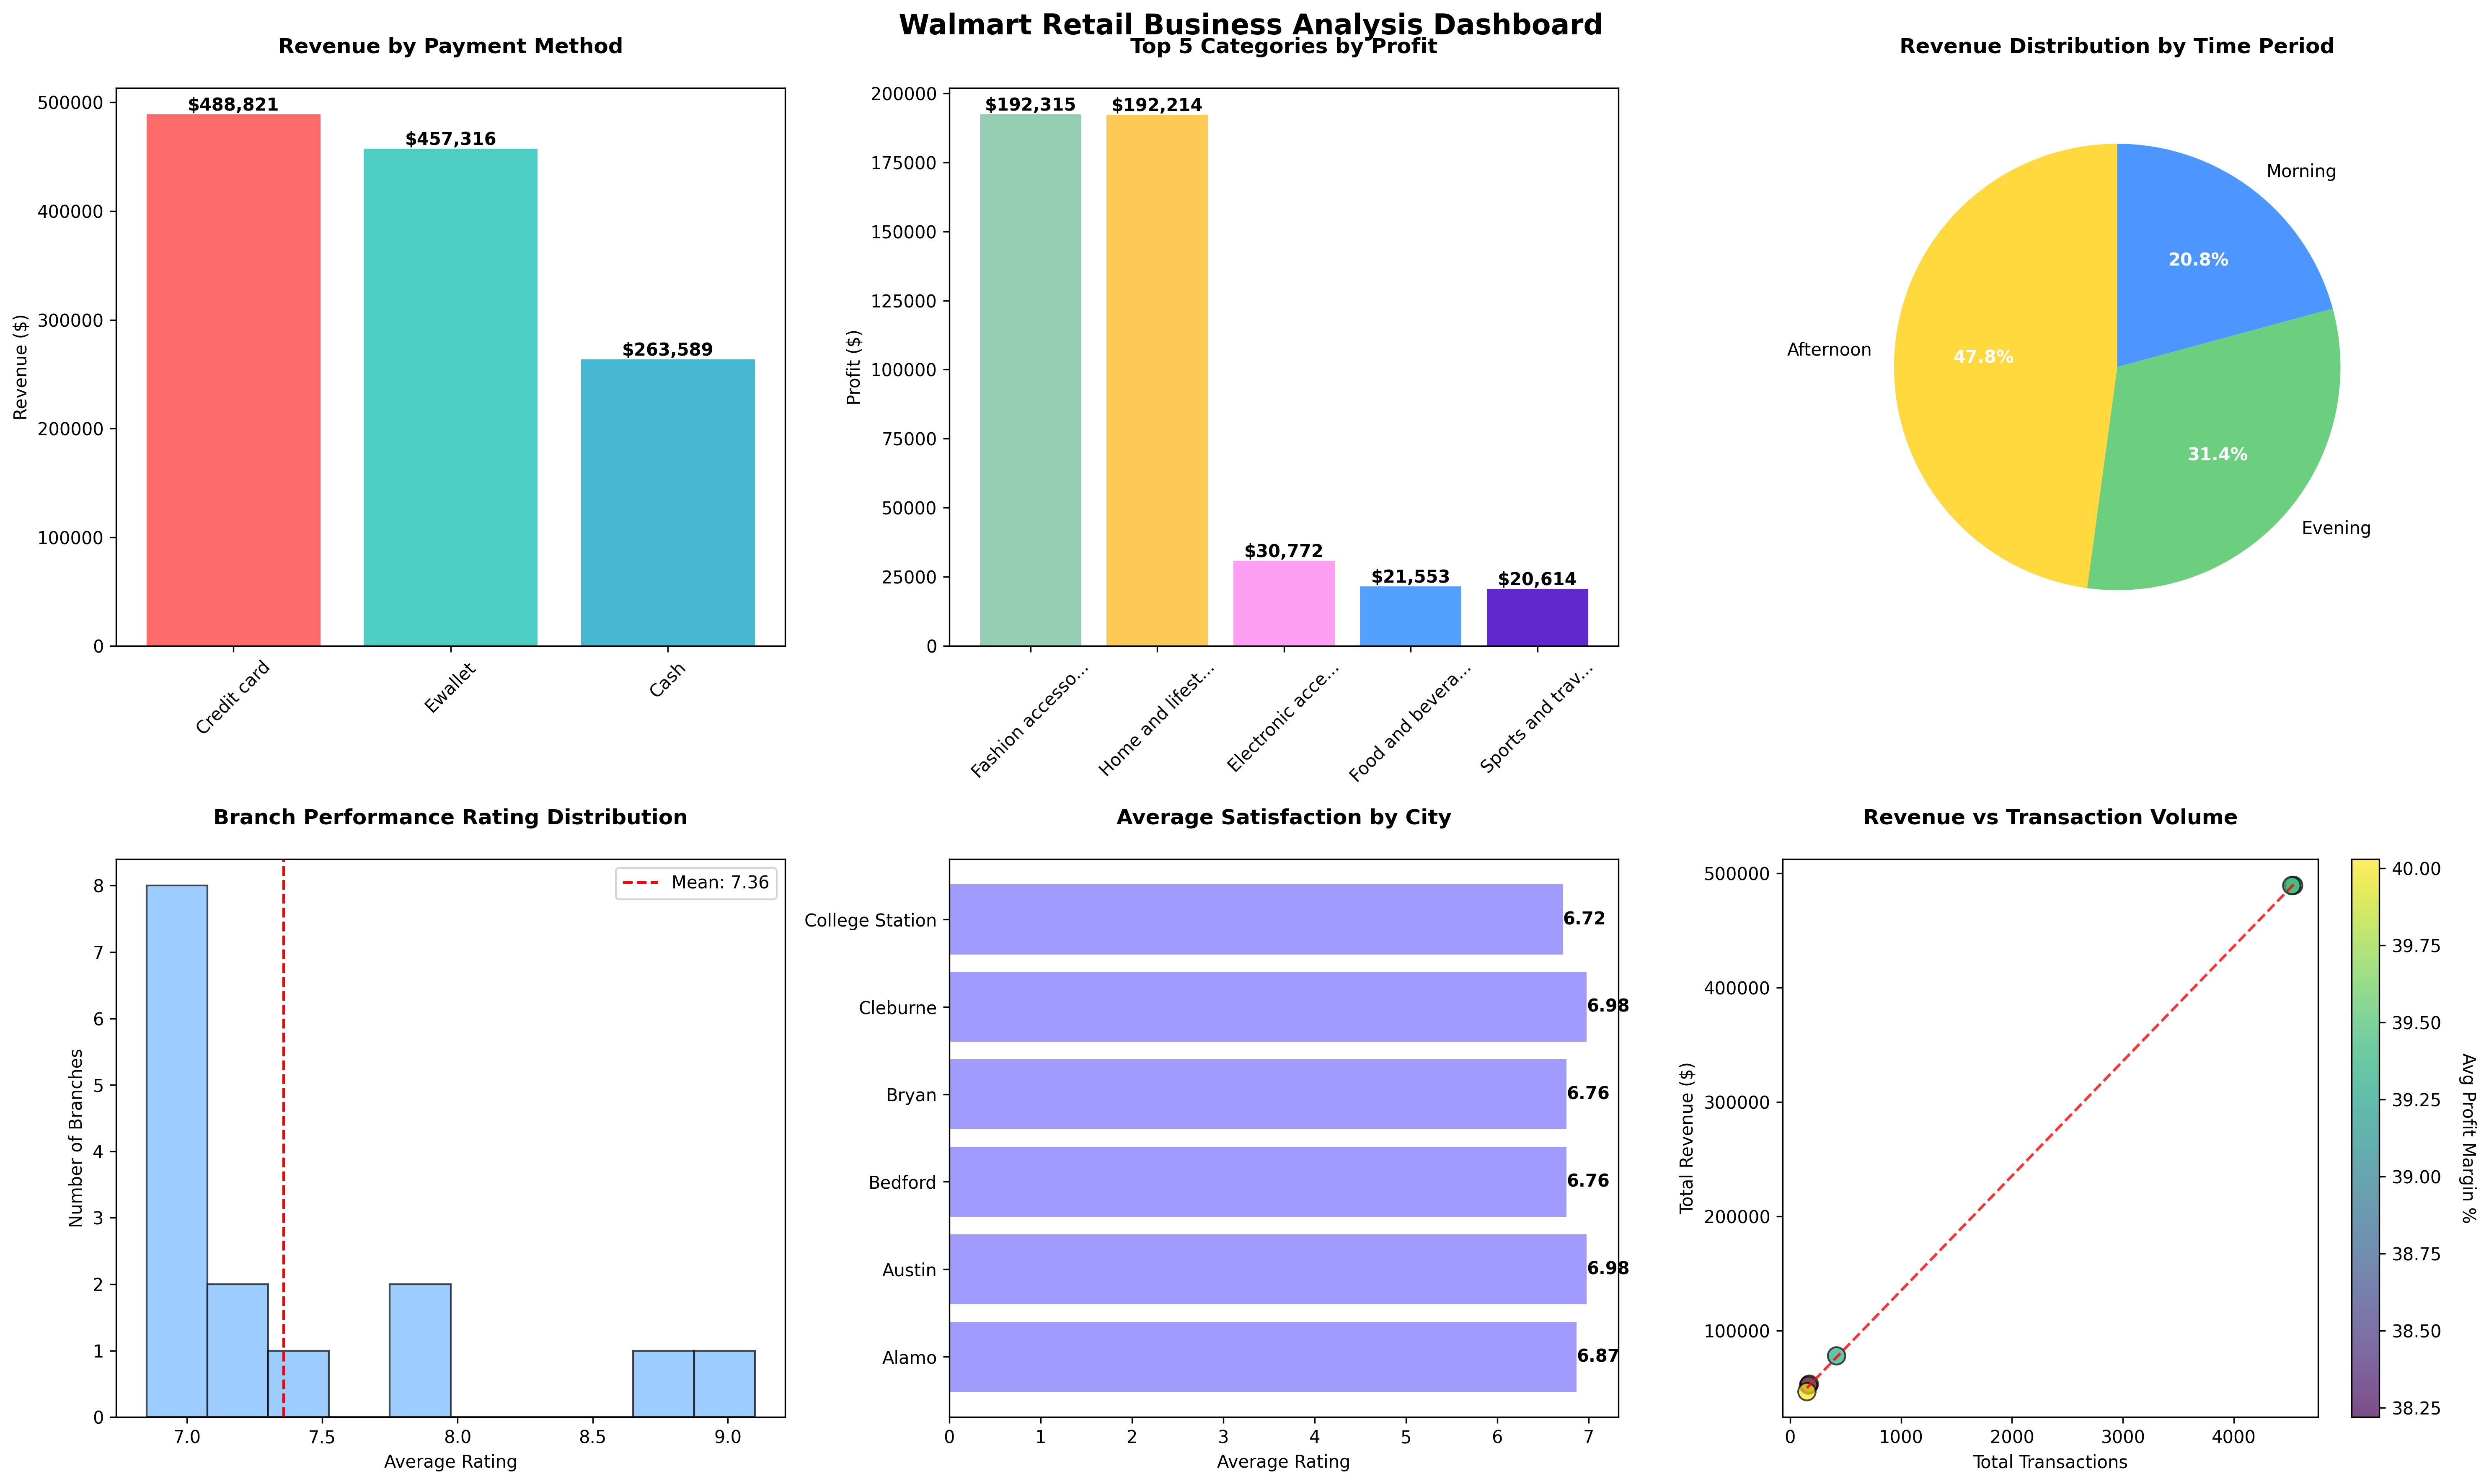 Walmart Retail Business Analysis Dashboard
Revenue by Payment Method
Revenue ($)
500000
400000
300000
200000
100000
0
$488,821
$457,316
$263,589
Credit card
Ewallet
Cash
Top 5 Categories by Profit
Profit ($)
200000
175000
150000
125000
100000
75000
50000
25000
0
$192,315
$192,214
$30,772
$21,553
$20,614
Fashion accesso...
Home and lifest...
Electronic acce...
Food and bevera...
Sports and trav...
Revenue Distribution by Time Period
Morning
20.8%
Afternoon
47.8%
31.4%
Evening
Branch Performance Rating Distribution
Number of Branches
8
7
6
5
4
3
2
1
0
Mean: 7.36
7.0
7.5
8.0
8.5
9.0
Average Rating
Average Satisfaction by City
College Station
6.72
Cleburne
6.98
Bryan
6.76
Bedford
6.76
Austin
6.98
Alamo
6.87
0
1
2
3
4
5
6
7
Average Rating
Revenue vs Transaction Volume
Total Revenue ($)
500000
400000
300000
200000
100000
0
1000
2000
3000
4000
Total Transactions
40.00
39.75
39.50
39.25
39.00
38.75
38.50
38.25
Avg Profit Margin %